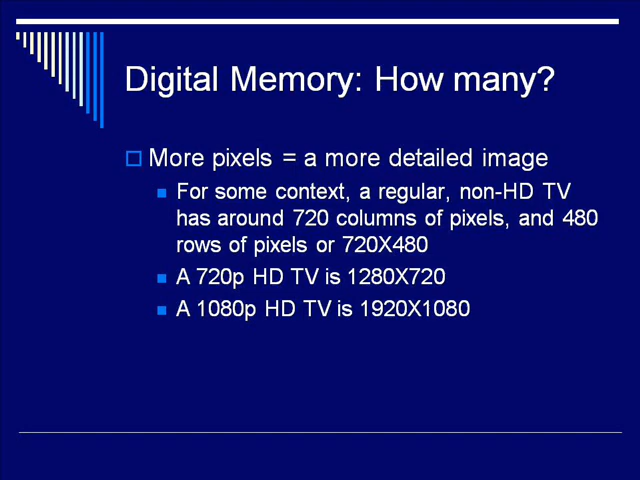 Digital Memory: How many?
More pixels = a more detailed image
For some context, a regular, non-HD TV
has around 720 columns of pixels, and 480
rows of pixels or 720X480
A 720p HD TV is 1280X720
A 1080p HD TV is 1920X1080